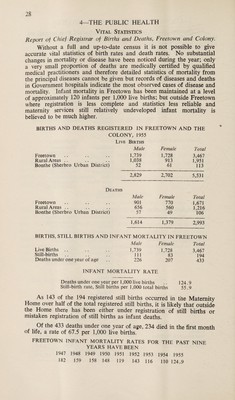 28
4—THE PUBLIC HEALTH
VITAL STATISTICS
Report of Chief Registrar of Births and Deaths, Freetown and Colony.
Without a full and up-to-date census it is not possible to give
accurate vital statistics of birth rates and death rates. No substantial
changes in mortality or disease have been noticed during the year; only
a very small proportion of deaths are medically certified by qualified
medical practitioners and therefore detailed statistics of mortality from
the principal diseases cannot be given but records of diseases and deaths
in Government hospitals indicate the most observed cases of disease and
mortality. Infant mortality in Freetown has been maintained at a level
of approximately 120 infants per 1,000 live births; but outside Freetown
where registration is less complete and statistics less reliable and
maternity services still relatively undeveloped infant mortality is
believed to be much higher.
BIRTHS AND DEATHS REGISTERED IN FREETOWN AND THE
COLONY, 1955
LIVE BIRTHS
Male Female Total
Freetown .. .. .. 1,739 1,728 3,467
Rural Areas .. .. .. 1,038 913 1,951
Bonthe (Sherbro Urban District) 52 61 113
2,829 2,702 5,531
DEATHS
Male Female Total
Freetown .. .. .. 901 770 1,671
Rural Areas .. .. .. 656 560 1,216
Bonthe (Sherbro Urban District) 57 49 106
1,614 1,379 2,993
BIRTHS, STILL BIRTHS AND INFANT MORTALITY IN FREETOWN
Male Female Total
Live Births .. .. .. 1,739 1,728 3,467
Still-births .. .. .. 111 83 194
Deaths under one year of age .. 226 207 433
INFANT MORTALITY RATE
Deaths under one year per 1,000 live births 124.9
Still-birth rate, Still births per 1,000 total births 55.9
As 143 of the 194 registered still births occurred in the Maternity
Home over half of the total registered still births, it is likely that outside
the Home there has been either under registration of still births or
mistaken registration of still births as infant deaths.
Of the 433 deaths under one year of age, 234 died in the first month
of life, a rate of 67.5 per 1,000 live births.
FREETOWN INFANT MORTALITY RATES FOR THE PAST NINE
YEARS HAVE BEEN
1947 1948 1949 1950 1951 1952 1953 1954 1955
182 159 158 148 119 143 116 110 124.9